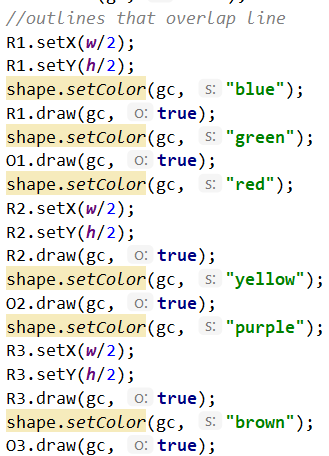 //outlines that overlap line
R1.setX(w/2);
R1.setY(h/2);
shape.setColor(gc, s: "blue");
R1.draw(gc, o: true);
shape.setColor(gc, s: "green");
O1.draw(gc, o: true);
shape.setColor(gc, s: "red");
R2.setX(w/2);
R2.setY(h/2);
R2.draw(gc, o: true);
shape.setColor(gc, s: "yellow");
O2.draw(gc, o: true);
shape.setColor(gc, s: "purple");
R3.setX(w/2);
R3.setY(h/2);
R3.draw(gc, o: true);
shape.setColor(gc, s: "brown");
O3.draw(gc, o: true);